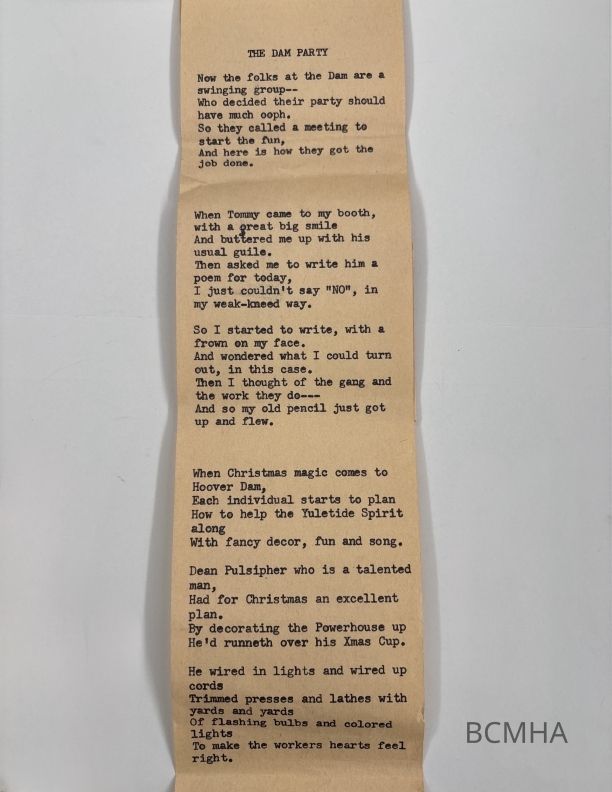 THE DAM PARTY
Now the folks at the Dam are a
swinging group--
Who decided their party should
have much ooph.
So they called a meeting to
start the fun,
And here is how they got the
job done.
When Tommy came to my booth,
with a great big smile
And buttered me up with his
usual guile.
Then asked me to write him a
poem for today,
I just couldn't say "NO", in
my weak-kneed way.
So I started to write, with a
frown on my face.
And wondered what I could turn
out, in this case.
Then I thought of the gang and
the work they do---
And so my old pencil just got
up and flew.
When Christmas magic comes to
Hoover Dam,
Each individual starts to plan
How to help the Yuletide Spirit
along
With fancy decor, fun and song.
Dean Pulsipher who is a talented
man,
Had for Christmas an excellent
plan.
By decorating the Powerhouse up
He'd runneth over his Xmas Cup.
He wired in lights and wired up
cords
Trimmed presses and lathes with
yards and yards
Of flashing bulbs and colored
lights
To make the workers hearts feel
right.
BCMHA